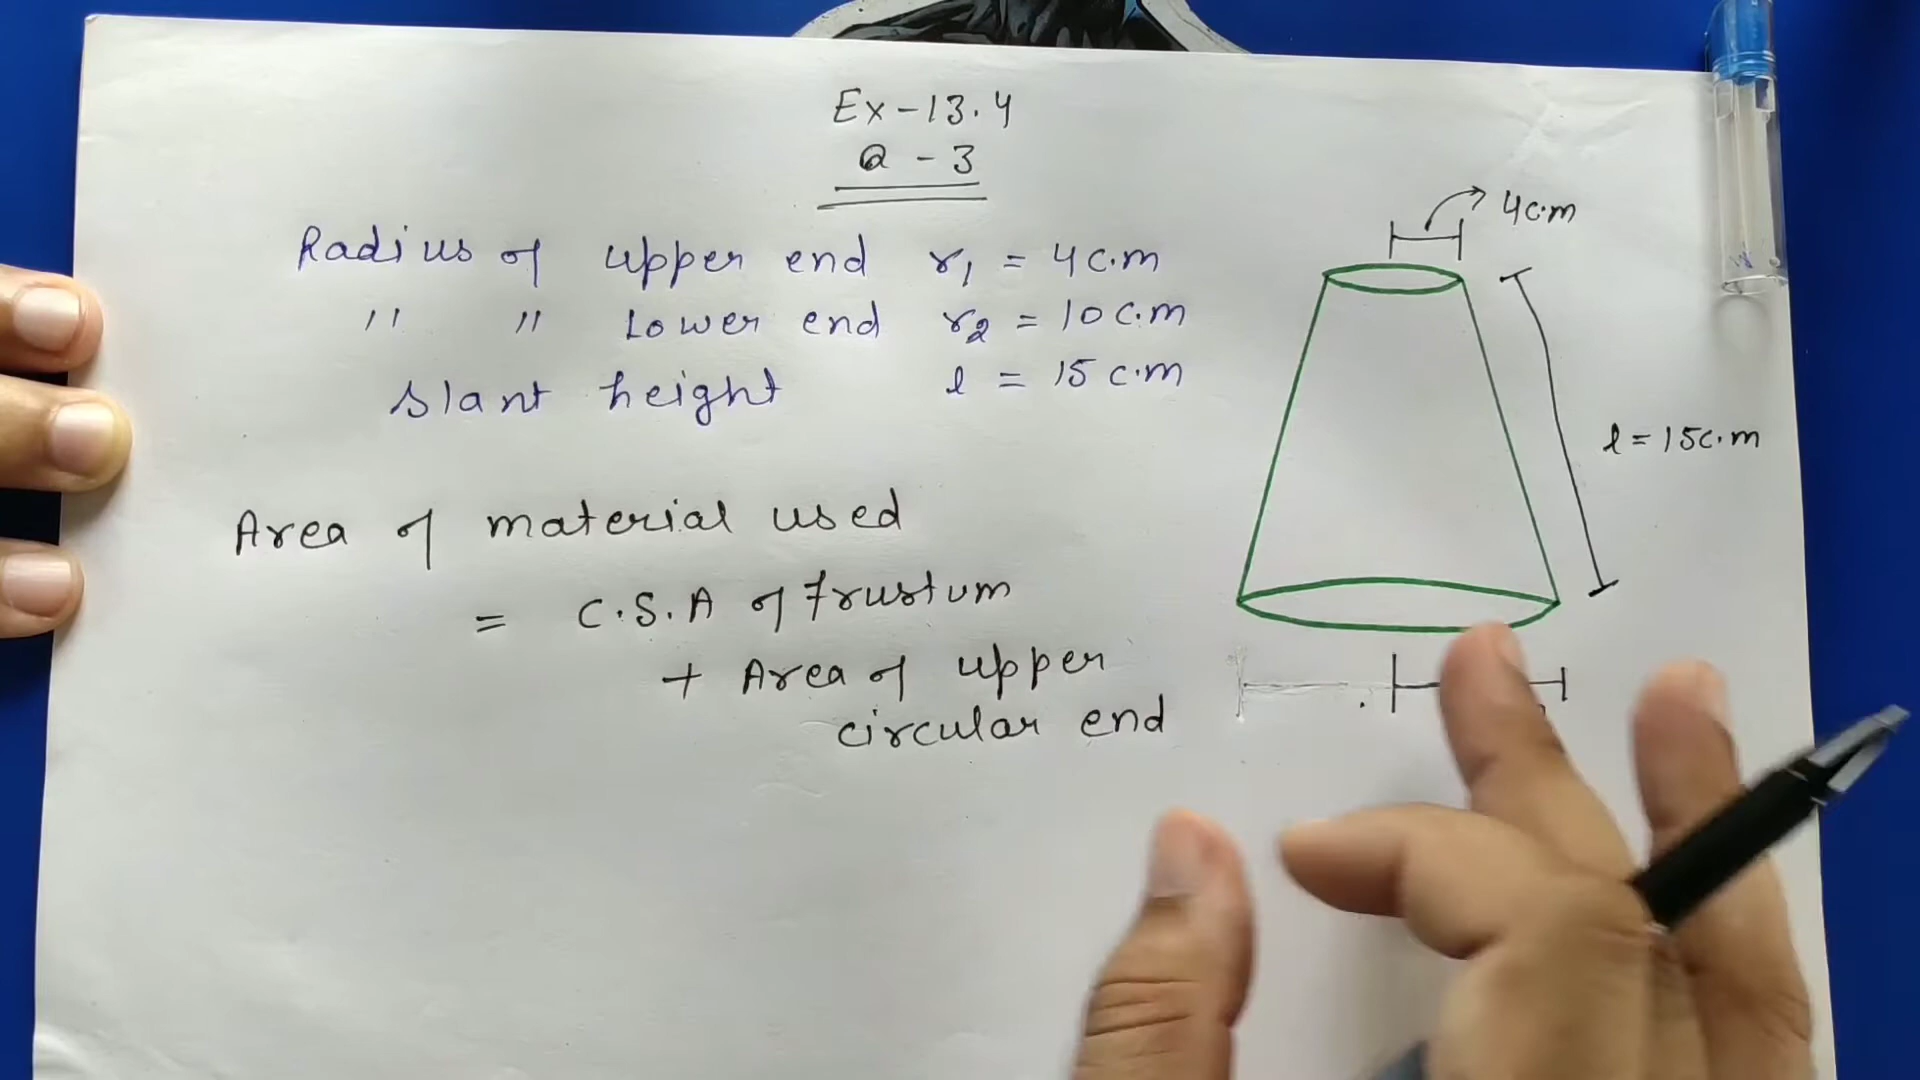 Ex-13.4
Q - 3
Radius of upper end r₁ = 4c.m
" " Lower end r₂ = 10c.m
slant height l = 15c.m
Area of material used
= C.S.A of frustum
+ Area of upper
circular end
4c.m
l = 15c.m